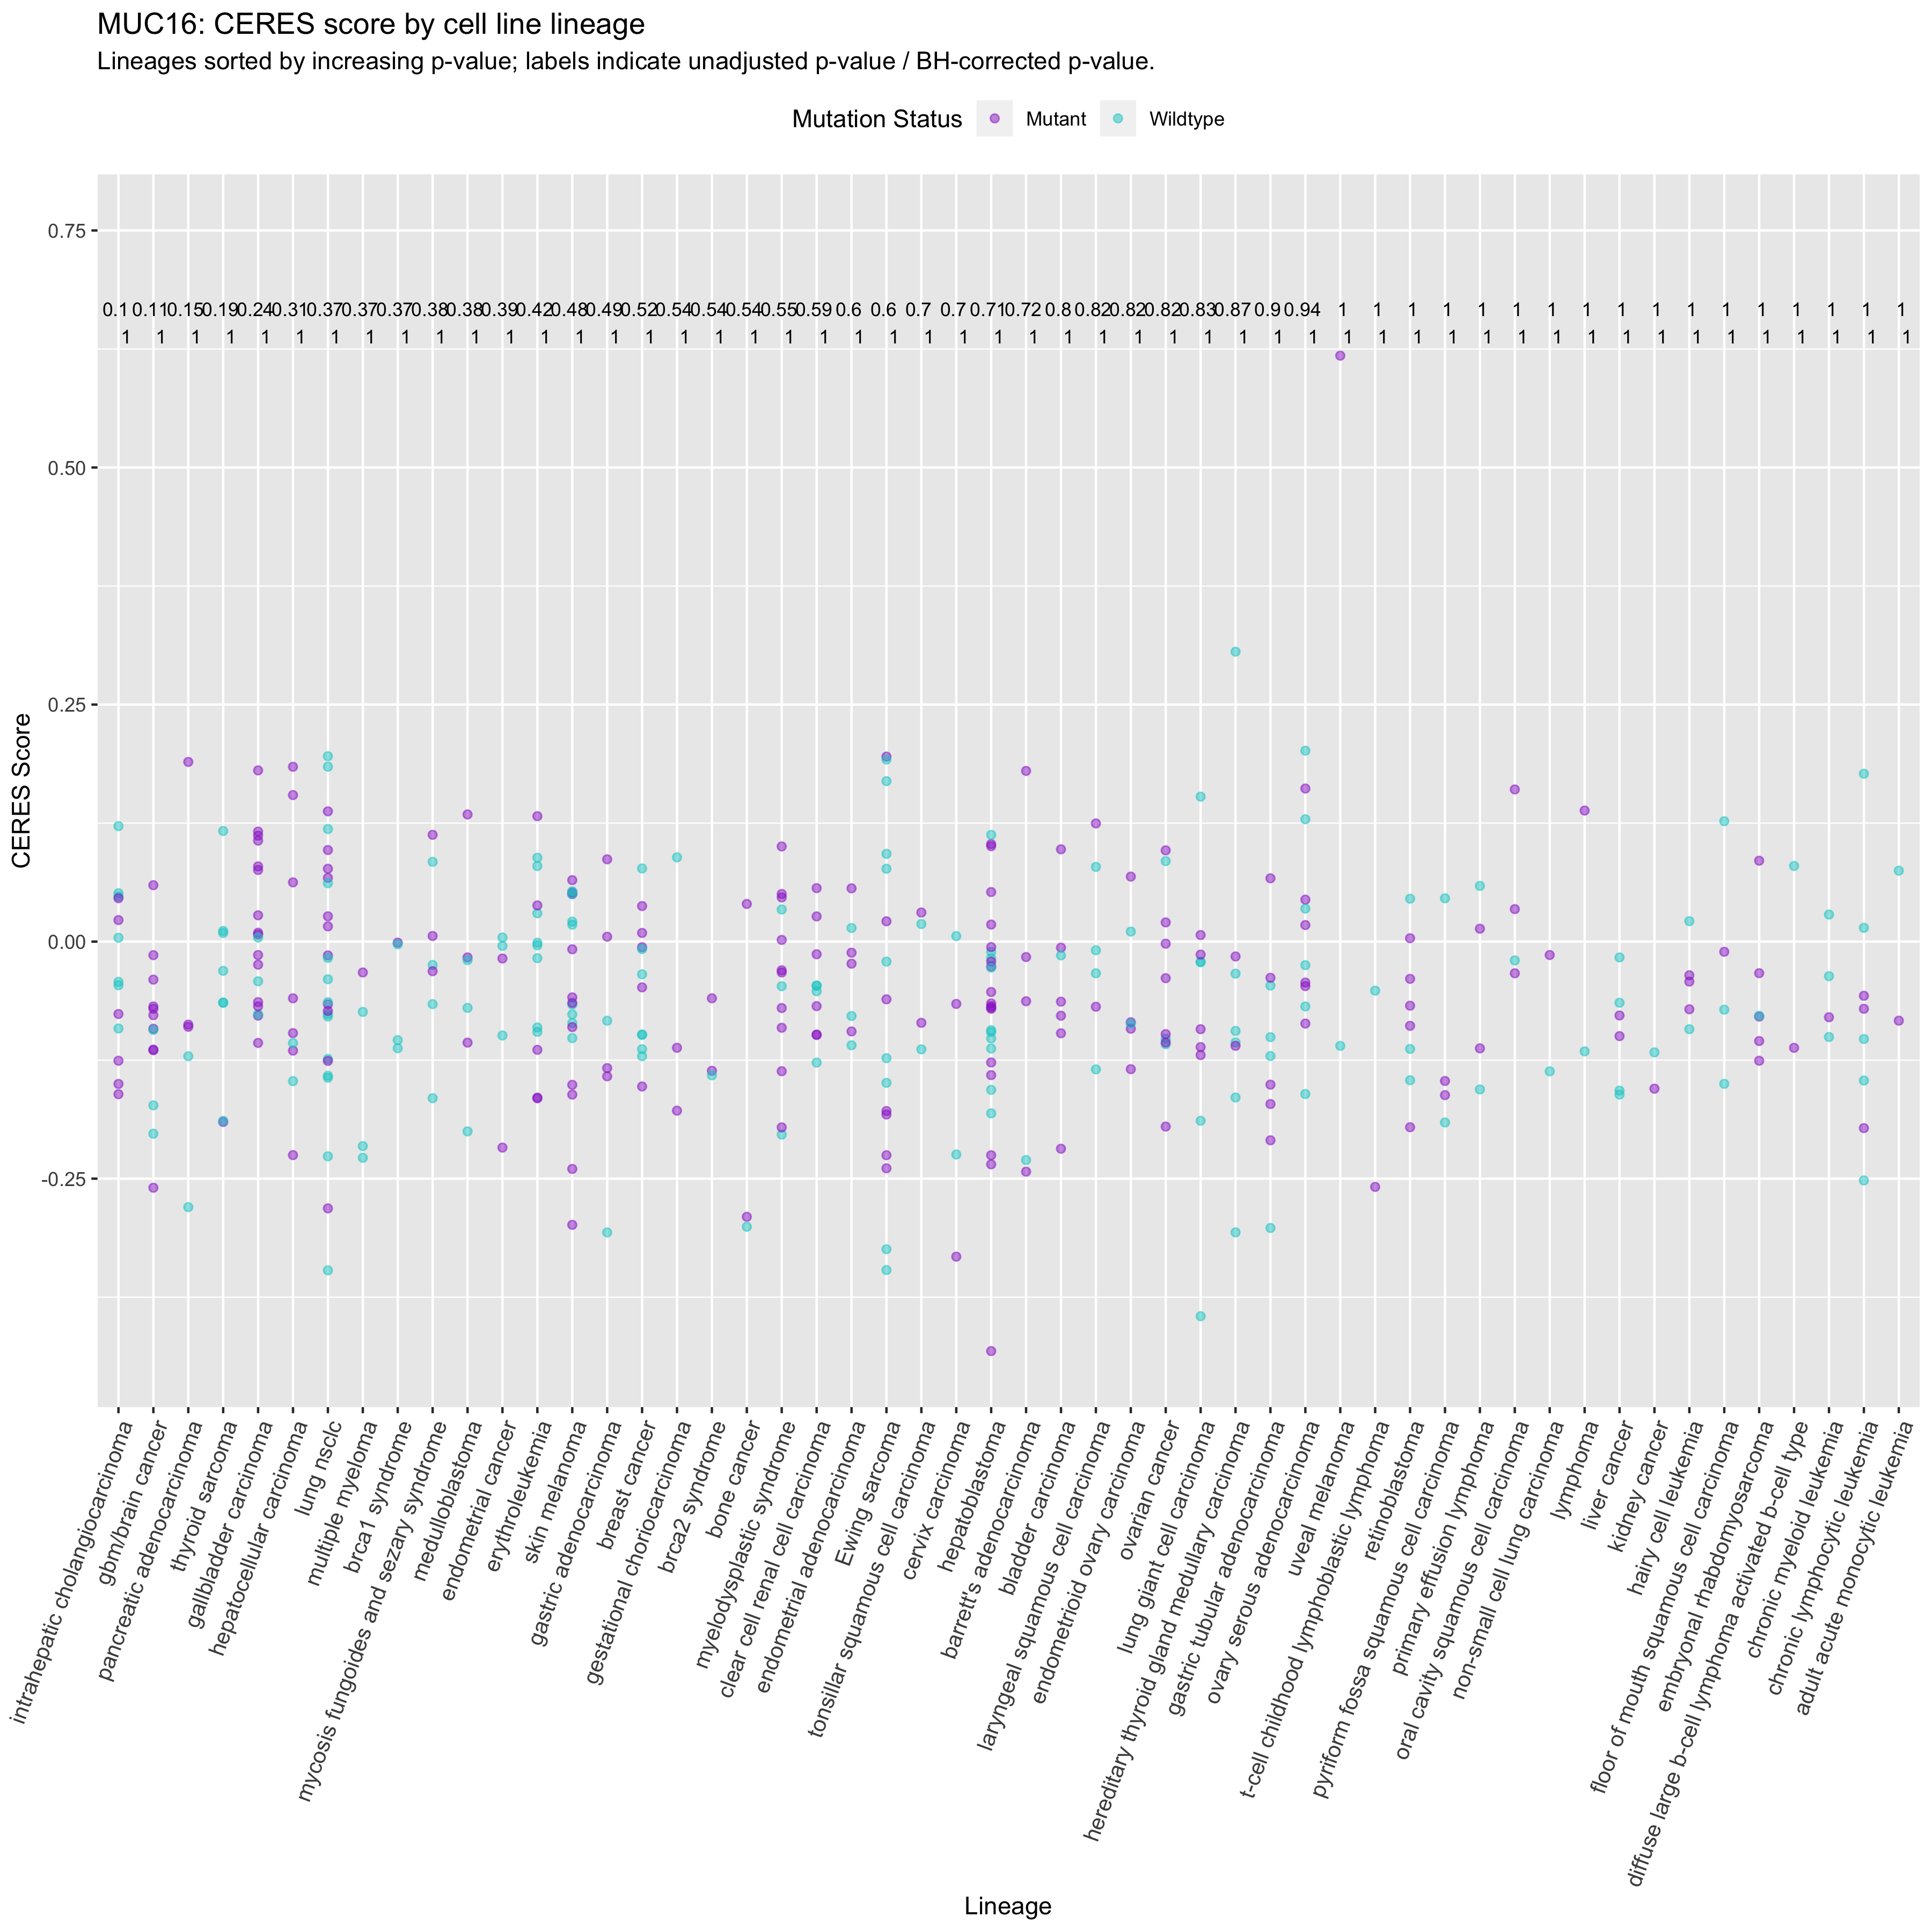 MUC16: CERES score by cell line lineage
Lineages sorted by increasing p-value; labels indicate unadjusted p-value / BH-corrected p-value.
Mutation Status Mutant Wildtype
0.75
0.1 0.11 0.15 0.19 0.24 0.31 0.37 0.37 0.37 0.38 0.38 0.39 0.42 0.48 0.49 0.52 0.54 0.54 0.54 0.55 0.59 0.6 0.6 0.7 0.7 0.71 0.72 0.8 0.82 0.82 0.82 0.83 0.87 0.9 0.94 1 1 1 1 1 1 1 1 1 1 1 1 1 1 1 1 1
1 1 1 1 1 1 1 1 1 1 1 1 1 1 1 1 1 1 1 1 1 1 1 1 1 1 1 1 1 1 1 1 1 1 1 1 1 1 1 1 1 1 1 1 1 1 1 1 1 1 1 1
0.50
0.25
0.00
-0.25
CERES Score
intrahepatic cholangiocarcinoma
gbm/brain cancer
pancreatic adenocarcinoma
thyroid sarcoma
gallbladder carcinoma
hepatocellular carcinoma
lung nsclc
multiple myeloma
brca1 syndrome
mycosis fungoides and sezary syndrome
medulloblastoma
endometrial cancer
erythroleukemia
skin melanoma
gastric adenocarcinoma
breast cancer
gestational choriocarcinoma
brca2 syndrome
bone cancer
myelodysplastic syndrome
clear cell renal cell carcinoma
endometrial adenocarcinoma
Ewing sarcoma
tonsillar squamous cell carcinoma
cervix carcinoma
hepatoblastoma
barrett's adenocarcinoma
bladder carcinoma
laryngeal squamous cell carcinoma
endometrioid ovary carcinoma
ovarian cancer
lung giant cell carcinoma
hereditary thyroid gland medullary carcinoma
gastric tubular adenocarcinoma
ovary serous adenocarcinoma
uveal melanoma
t-cell childhood lymphoblastic lymphoma
retinoblastoma
pyriform fossa squamous cell carcinoma
primary effusion lymphoma
oral cavity squamous cell carcinoma
non-small cell lung carcinoma
lymphoma
liver cancer
kidney cancer
hairy cell leukemia
floor of mouth squamous cell carcinoma
embryonal rhabdomyosarcoma
diffuse large b-cell lymphoma activated b-cell type
chronic myeloid leukemia
chronic lymphocytic leukemia
adult acute monocytic leukemia
Lineage